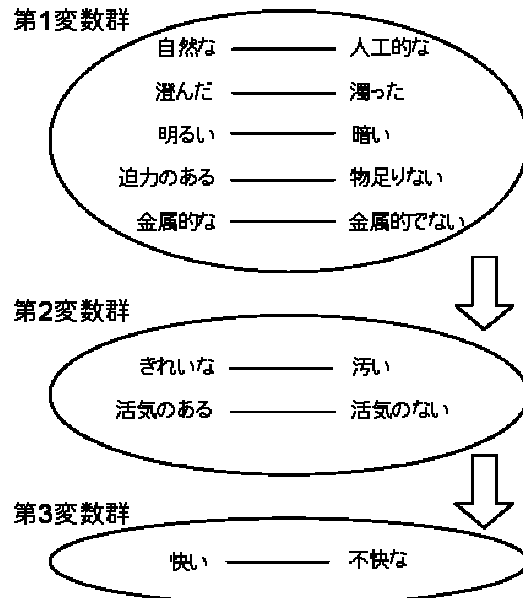 第1変数群
自然な 人工的な
澄んだ 濁った
明るい 暗い
迫力のある 物足りない
金属的な 金属的でない
第2変数群
きれいな 汚い
活気のある 活気のない
第3変数群
快い 不快な